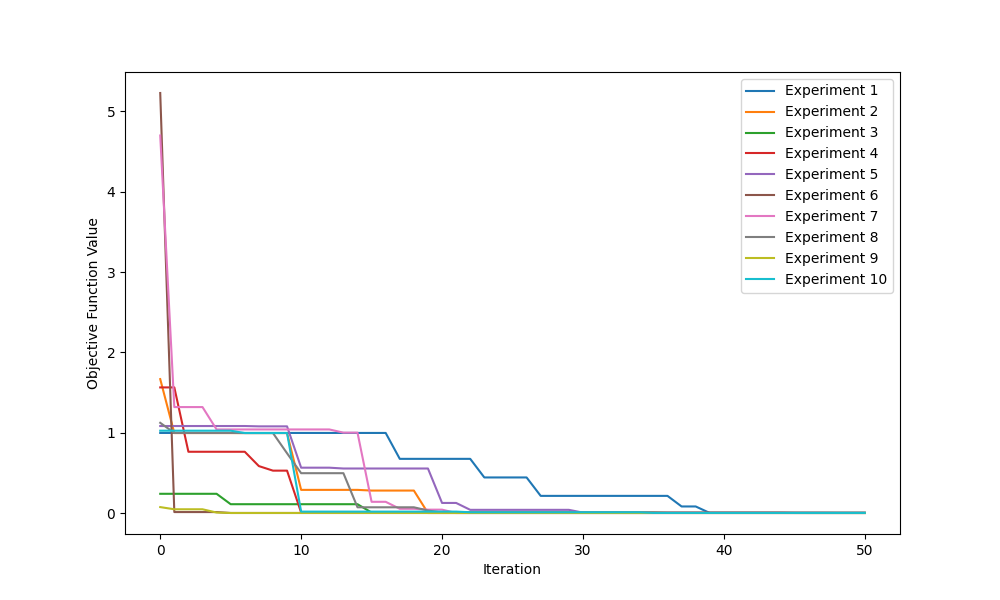 Experiment 1
Experiment 2
Experiment 3
Experiment 4
Experiment 5
Experiment 6
Experiment 7
Experiment 8
Experiment 9
Experiment 10
Objective Function Value
5
4
3
2
1
0
0 10 20 30 40 50
Iteration